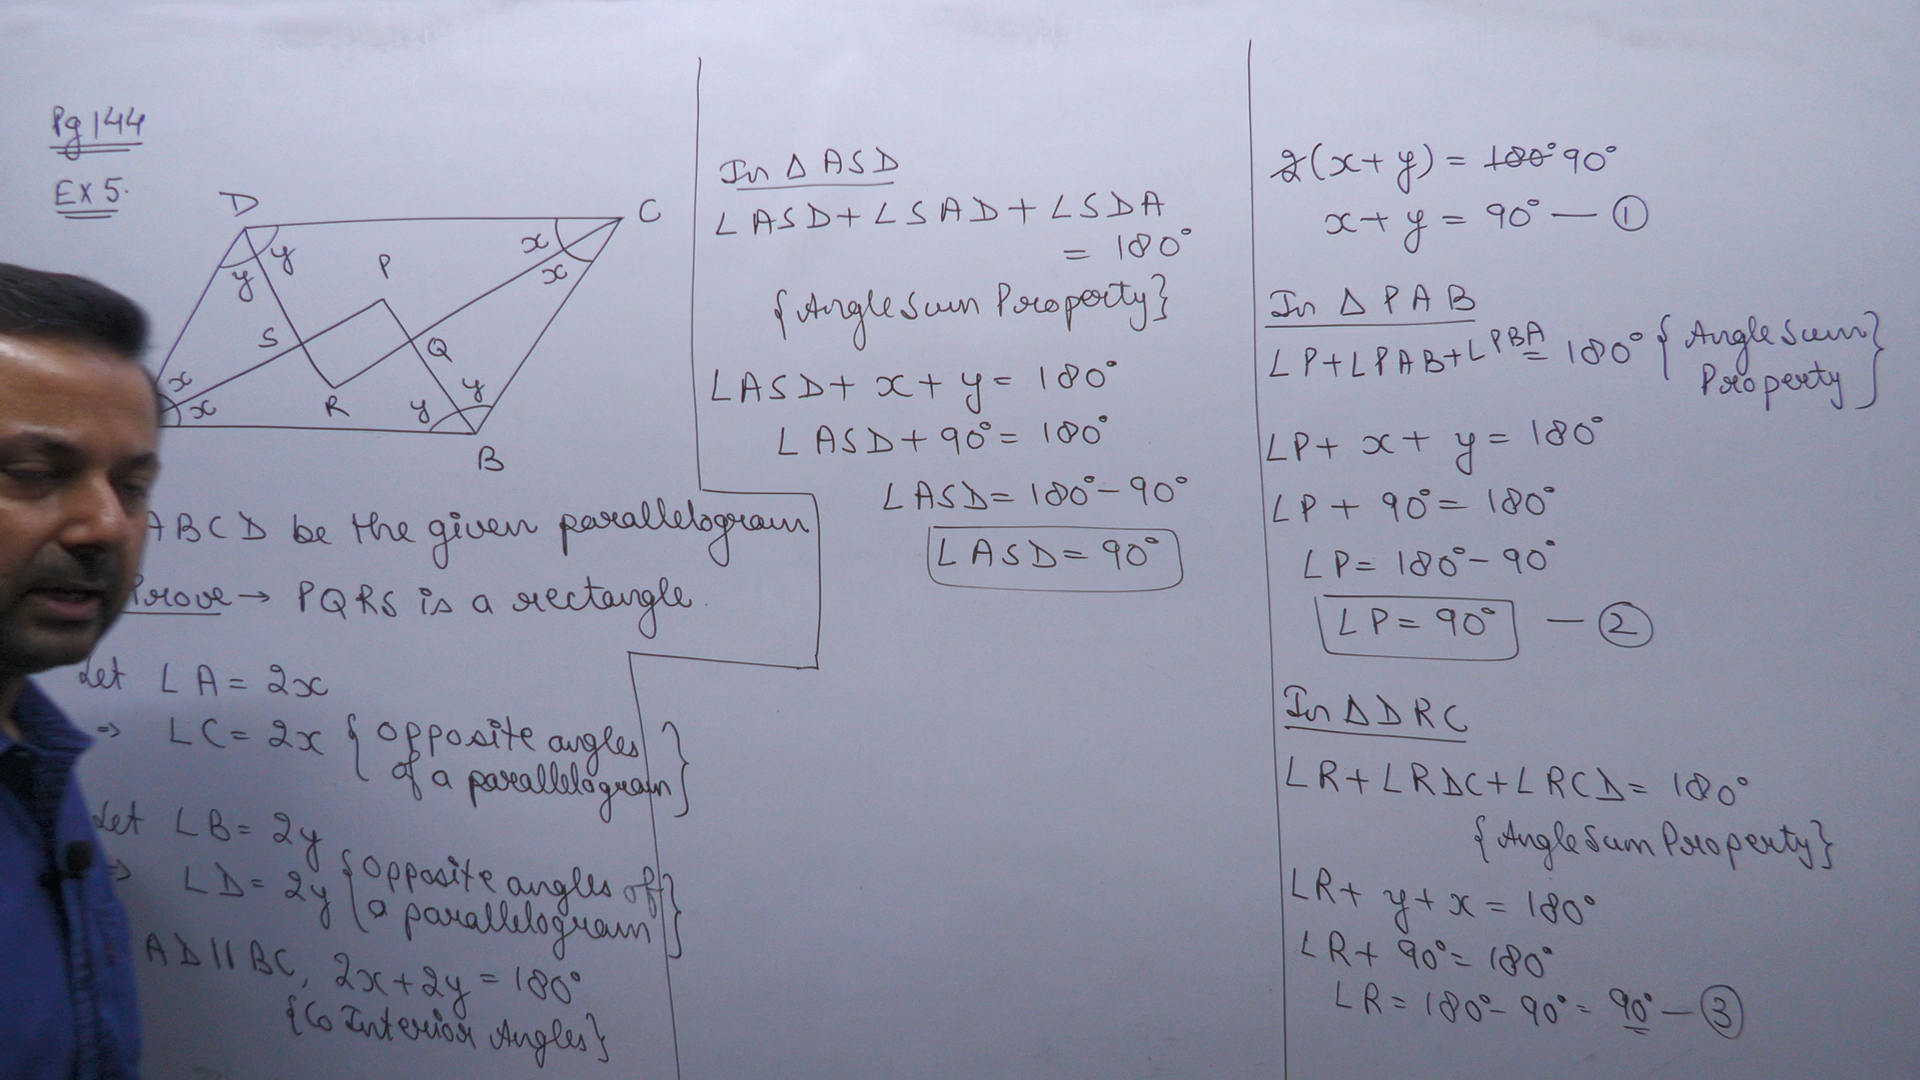 Pg 144
Ex 5.
D
C
y
y
x
x
P
S
Q
x
x
R
y
y
B
ABCD be the given parallelogram
Prove → PQRS is a rectangle.
Let ∠A = 2x
⇒ ∠C = 2x {opposite angles
of a parallelogram}
Let ∠B = 2y
⇒ ∠D = 2y {opposite angles of
a parallelogram}
AD || BC, 2x + 2y = 180°
{Co Interior Angles}
In Δ ASD
∠ASD + ∠SAD + ∠SDA
= 180°
{Angle Sum Property}
∠ASD + x + y = 180°
∠ASD + 90° = 180°
∠ASD = 180° - 90°
∠ASD = 90°
2(x + y) = 180° 90°
x + y = 90° — ①
In Δ PAB
∠P + ∠PAB + ∠PBA = 180° {Angle Sum
Property}
∠P + x + y = 180°
∠P + 90° = 180°
∠P = 180° - 90°
∠P = 90° — ②
In Δ DRC
∠R + ∠RDC + ∠RCD = 180°
{Angle Sum Property}
∠R + y + x = 180°
∠R + 90° = 180°
∠R = 180° - 90° = 90° — ③